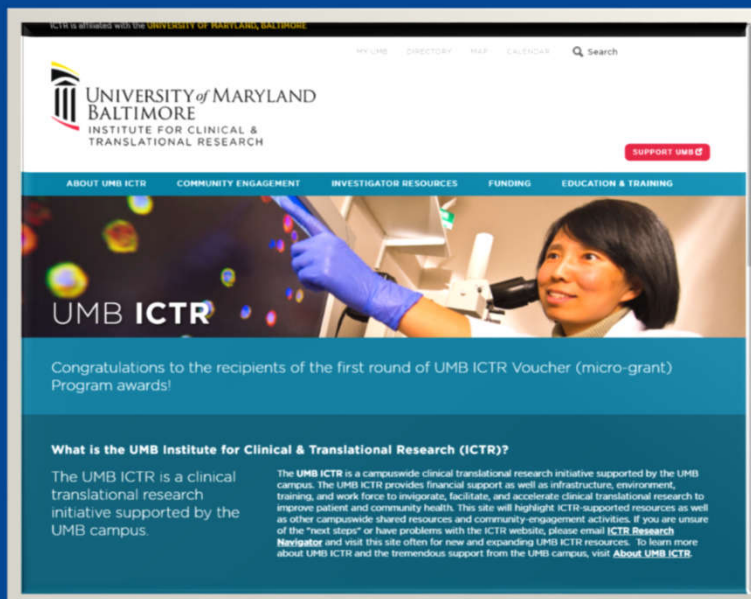 ICTR is affiliated with the UNIVERSITY OF MARYLAND, BALTIMORE
MY UMB DIRECTORY MAP CALENDAR Search
UNIVERSITY of MARYLAND
BALTIMORE
INSTITUTE FOR CLINICAL &
TRANSLATIONAL RESEARCH
SUPPORT UMB
ABOUT UMB ICTR COMMUNITY ENGAGEMENT INVESTIGATOR RESOURCES FUNDING EDUCATION & TRAINING
UMB ICTR
Congratulations to the recipients of the first round of UMB ICTR Voucher (micro-grant)
Program awards!
What is the UMB Institute for Clinical & Translational Research (ICTR)?
The UMB ICTR is a clinical
translational research
initiative supported by the
UMB campus.
The UMB ICTR is a campuswide clinical translational research initiative supported by the UMB
campus. The UMB ICTR provides financial support as well as infrastructure, environment,
training, and work force to invigorate, facilitate, and accelerate clinical translational research to
improve patient and community health. This site will highlight ICTR-supported resources as well
as other campuswide shared resources and community-engagement activities. If you are unsure
of the "next steps" or have problems with the ICTR website, please email ICTR Research
Navigator and visit this site often for new and expanding UMB ICTR resources. To learn more
about UMB ICTR and the tremendous support from the UMB campus, visit About UMB ICTR.